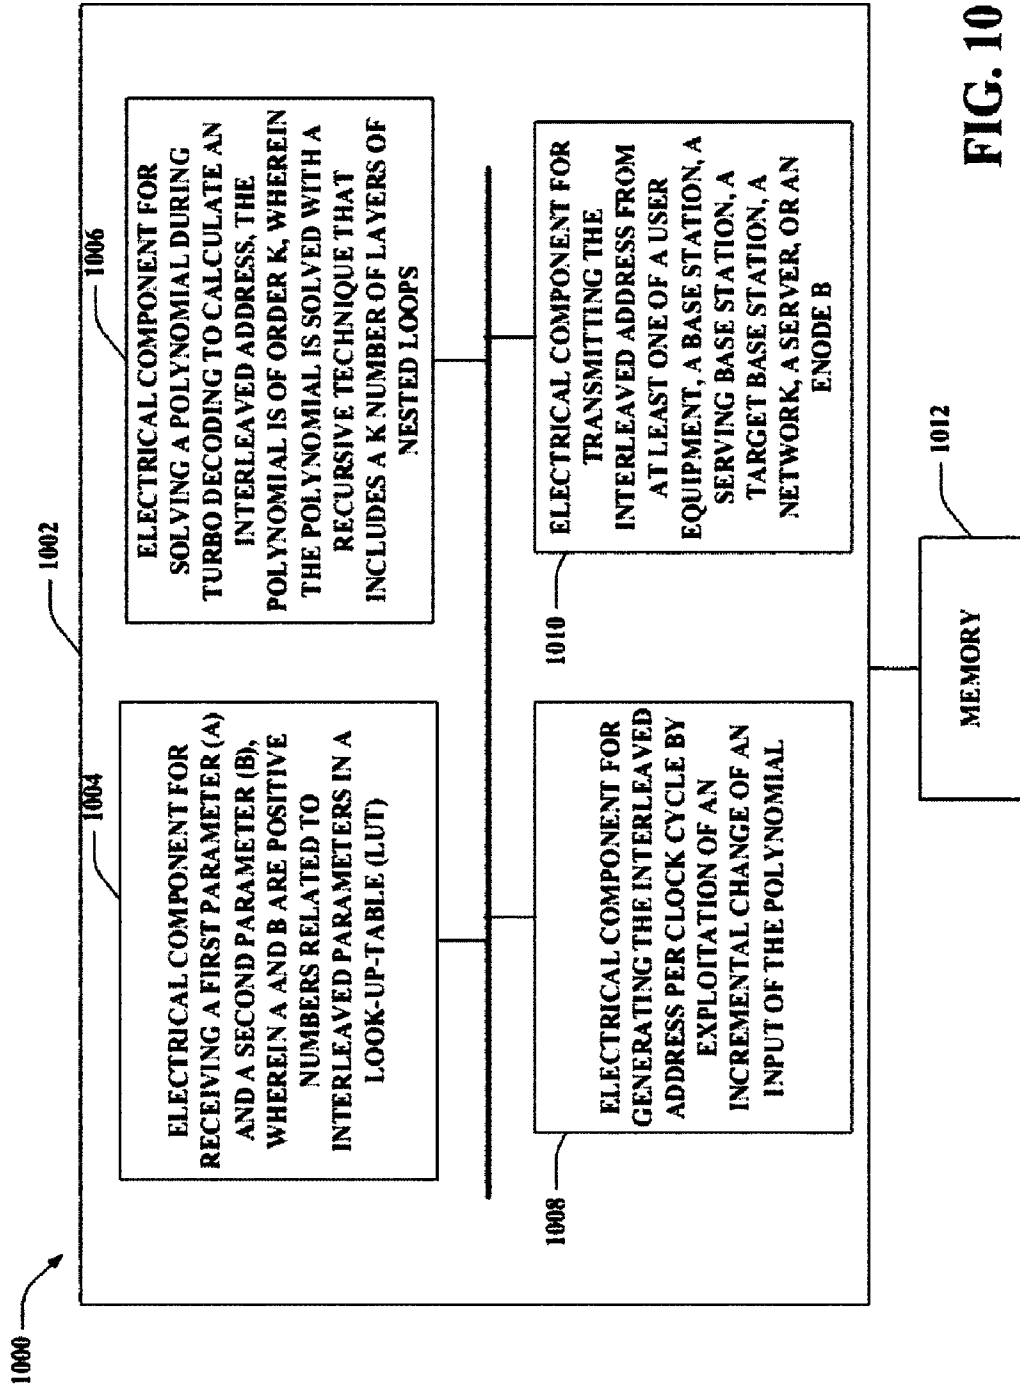 1000
1002
1004
ELECTRICAL COMPONENT FOR
RECEIVING A FIRST PARAMETER (A)
AND A SECOND PARAMETER (B),
WHEREIN A AND B ARE POSITIVE
NUMBERS RELATED TO
INTERLEAVED PARAMETERS IN A
LOOK-UP-TABLE (LUT)
1006
ELECTRICAL COMPONENT FOR
SOLVING A POLYNOMIAL DURING
TURBO DECODING TO CALCULATE AN
INTERLEAVED ADDRESS, THE
POLYNOMIAL IS OF ORDER K, WHEREIN
THE POLYNOMIAL IS SOLVED WITH A
RECURSIVE TECHNIQUE THAT
INCLUDES A K NUMBER OF LAYERS OF
NESTED LOOPS
1008
ELECTRICAL COMPONENT FOR
GENERATING THE INTERLEAVED
ADDRESS PER CLOCK CYCLE BY
EXPLOITATION OF AN
INCREMENTAL CHANGE OF AN
INPUT OF THE POLYNOMIAL
1010
ELECTRICAL COMPONENT FOR
TRANSMITTING THE
INTERLEAVED ADDRESS FROM
AT LEAST ONE OF A USER
EQUIPMENT, A BASE STATION, A
SERVING BASE STATION, A
TARGET BASE STATION, A
NETWORK, A SERVER, OR AN
ENODE B
1012
MEMORY
FIG. 10